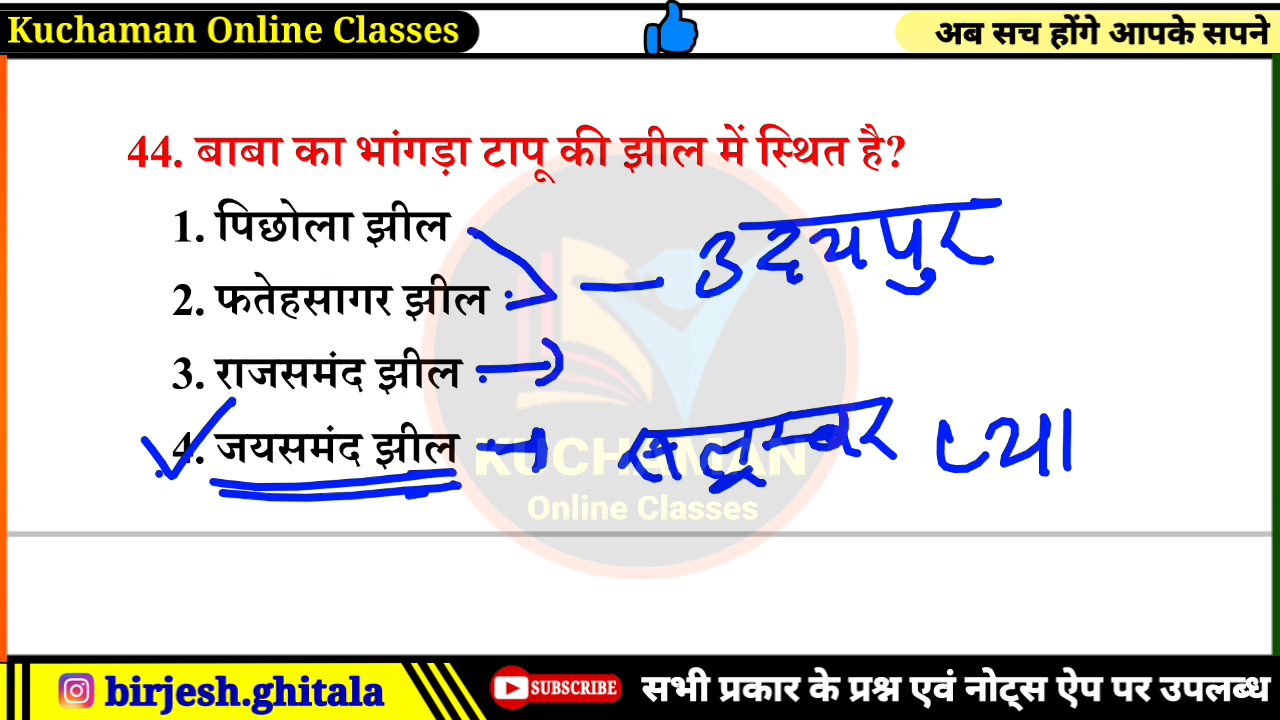 Kuchaman Online Classes
अब सच होंगे आपके सपने
44. बाबा का भांगड़ा टापू की झील में स्थित है?
1. पिछोला झील
2. फतेहसागर झील
उदयपुर
3. राजसमंद झील
4. जयसमंद झील
सलूम्बर
KUCHAMAN
Online Classes
birjesh.ghitala
SUBSCRIBE
सभी प्रकार के प्रश्न एवं नोट्स ऐप पर उपलब्ध